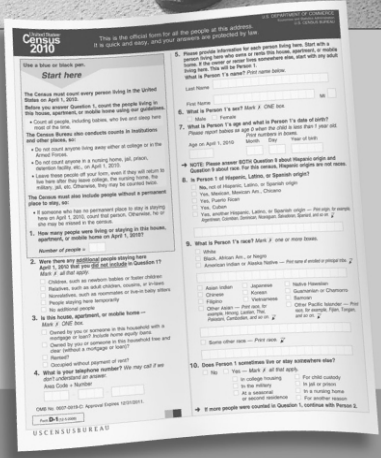 U.S. DEPARTMENT OF COMMERCE
Economics and Statistics Administration
U.S. CENSUS BUREAU
United States
Census
2010
This is the official form for all the people at this address.
It is quick and easy, and your answers are protected by law.
Use a blue or black pen.
Start here
The Census must count every person living in the United
States on April 1, 2010.
Before you answer Question 1, count the people living in
this house, apartment, or mobile home using our guidelines.
• Count all people, including babies, who live and sleep here
most of the time.
The Census Bureau also conducts counts in institutions
and other places, so:
• Do not count anyone living away either at college or in the
Armed Forces.
• Do not count anyone in a nursing home, jail, prison,
detention facility, etc., on April 1, 2010.
• Leave these people off your form, even if they will return to
live here after they leave college, the nursing home, the
military, jail, etc. Otherwise, they may be counted twice.
The Census must also include people without a permanent
place to stay, so:
• If someone who has no permanent place to stay is staying
here on April 1, 2010, count that person. Otherwise, he or
she may be missed in the census.
1. How many people were living or staying in this house,
apartment, or mobile home on April 1, 2010?
Number of people =
2. Were there any additional people staying here
April 1, 2010 that you did not include in Question 1?
Mark X all that apply.
Children, such as newborn babies or foster children
Relatives, such as adult children, cousins, or in-laws
Nonrelatives, such as roommates or live-in baby sitters
People staying here temporarily
No additional people
3. Is this house, apartment, or mobile home —
Mark X ONE box.
Owned by you or someone in this household with a
mortgage or loan? Include home equity loans.
Owned by you or someone in this household free and
clear (without a mortgage or loan)?
Rented?
Occupied without payment of rent?
4. What is your telephone number? We may call if we
don't understand an answer.
Area Code + Number
OMB No. 0607-0919-C: Approval Expires 12/31/2011.
Form D-1
USCENSUSBUREAU
5. Please provide information for each person living here. Start with a
person living here who owns or rents this house, apartment, or mobile
home. If the owner or renter lives somewhere else, start with any adult
living here. This will be Person 1.
What is Person 1's name? Print name below.
Last Name
First Name
MI
6. What is Person 1's sex? Mark X ONE box.
Male
Female
7. What is Person 1's age and what is Person 1's date of birth?
Please report babies as age 0 when the child is less than 1 year old.
Print numbers in boxes.
Age on April 1, 2010
Month
Day
Year of birth
→ NOTE: Please answer BOTH Question 8 about Hispanic origin and
Question 9 about race. For this census, Hispanic origins are not races.
8. Is Person 1 of Hispanic, Latino, or Spanish origin?
No, not of Hispanic, Latino, or Spanish origin
Yes, Mexican, Mexican Am., Chicano
Yes, Puerto Rican
Yes, Cuban
Yes, another Hispanic, Latino, or Spanish origin — Print origin, for example,
Argentinean, Colombian, Dominican, Nicaraguan, Salvadoran, Spaniard, and so on.
9. What is Person 1's race? Mark X one or more boxes.
White
Black, African Am., or Negro
American Indian or Alaska Native — Print name of enrolled or principal tribe.
Asian Indian
Japanese
Native Hawaiian
Chinese
Korean
Guamanian or Chamorro
Filipino
Vietnamese
Samoan
Other Asian — Print race, for
example, Hmong, Laotian, Thai,
Pakistani, Cambodian, and so on.
Other Pacific Islander — Print
race, for example, Fijian, Tongan,
and so on.
Some other race — Print race.
10. Does Person 1 sometimes live or stay somewhere else?
No
Yes — Mark X all that apply.
In college housing
For child custody
In the military
In jail or prison
At a seasonal
or second residence
In a nursing home
For another reason
→ If more people were counted in Question 1, continue with Person 2.